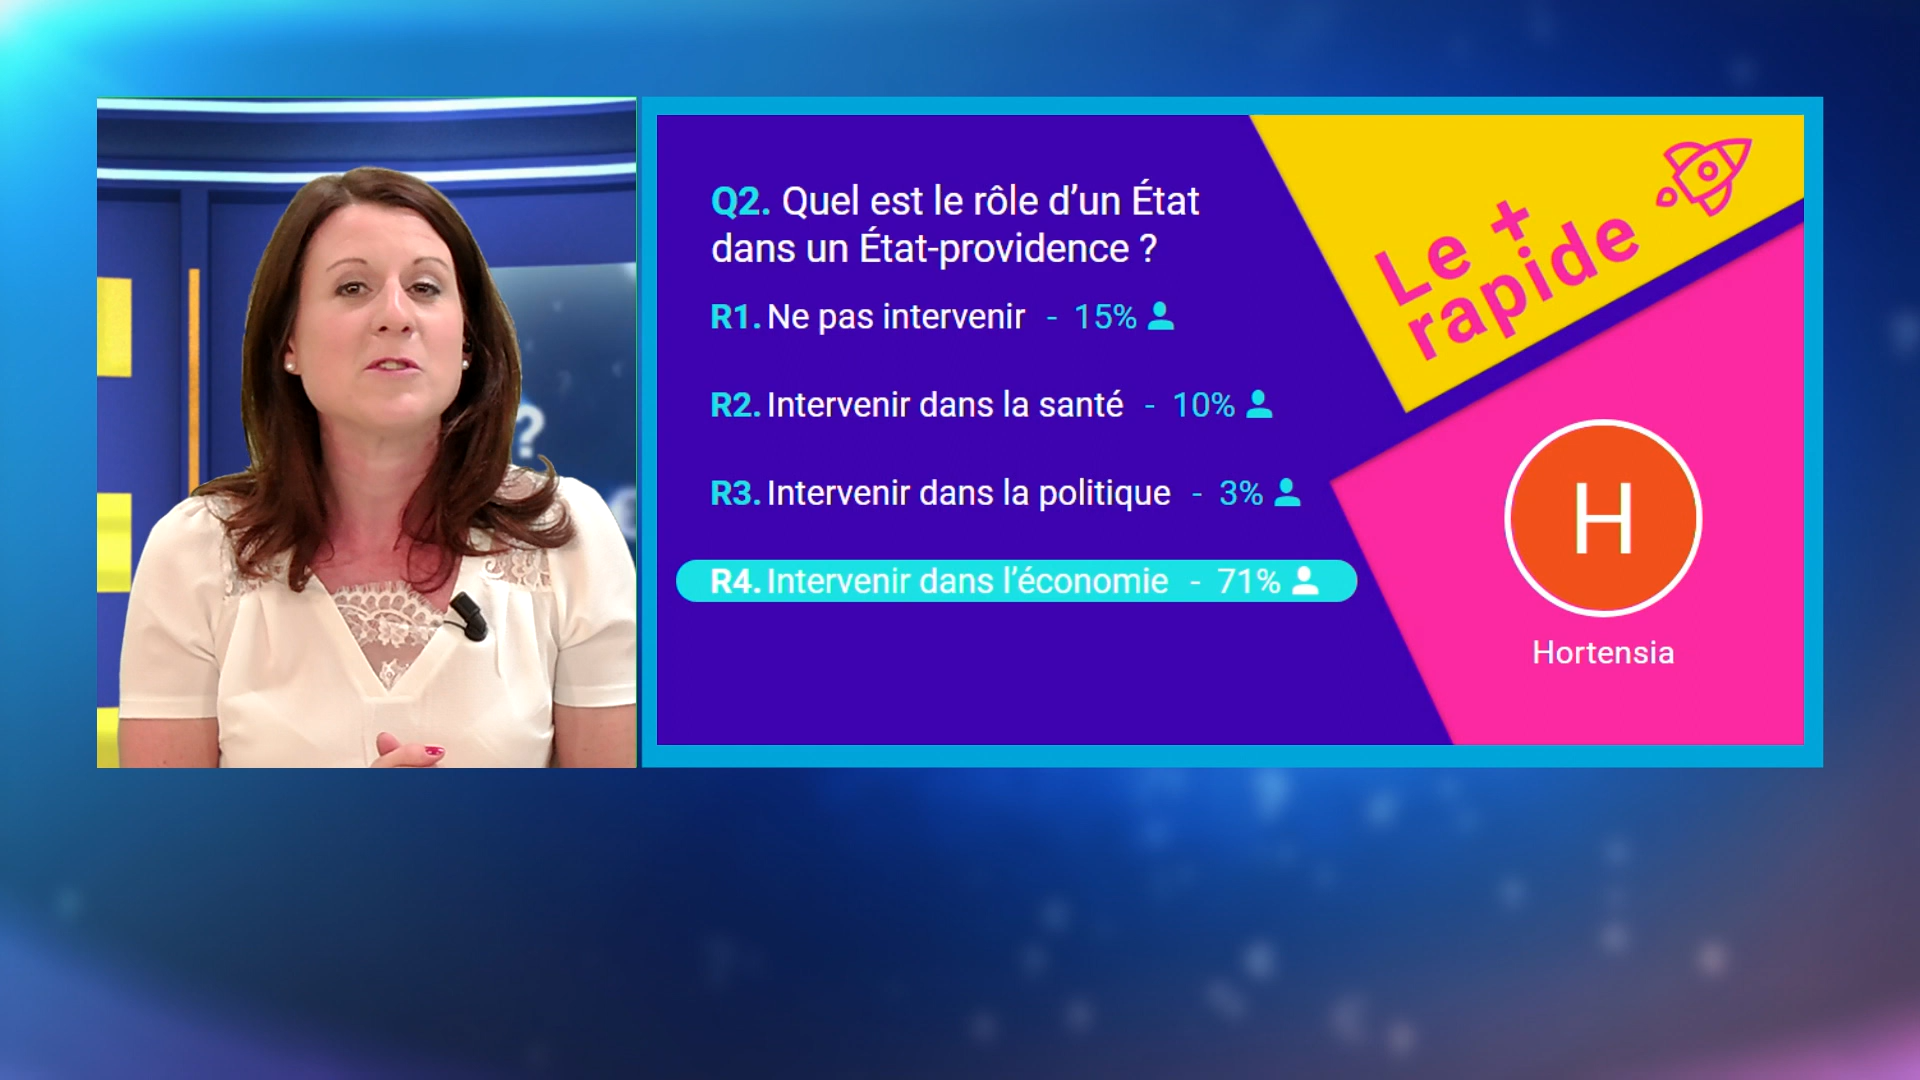 Q2. Quel est le rôle d’un État
dans un État-providence ?
R1. Ne pas intervenir - 15%
R2. Intervenir dans la santé - 10%
R3. Intervenir dans la politique - 3%
R4. Intervenir dans l’économie - 71%
Le +
rapide
H
Hortensia
?